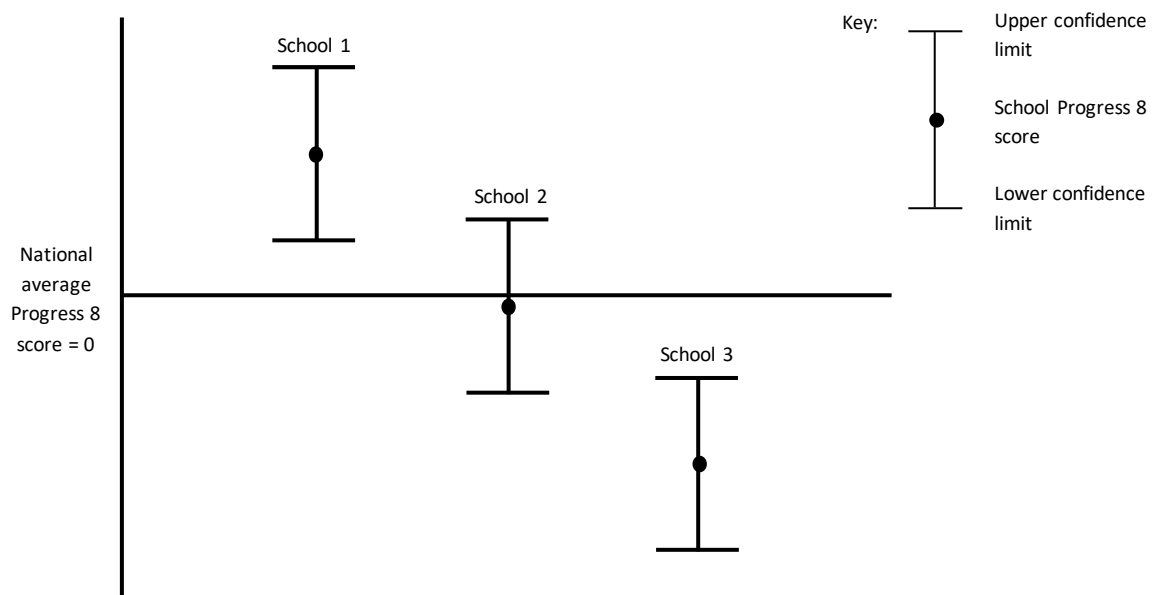 Key:
Upper confidence
limit
School 1
School Progress 8
score
School 2
Lower confidence
limit
National
average
Progress 8
score = 0
School 3